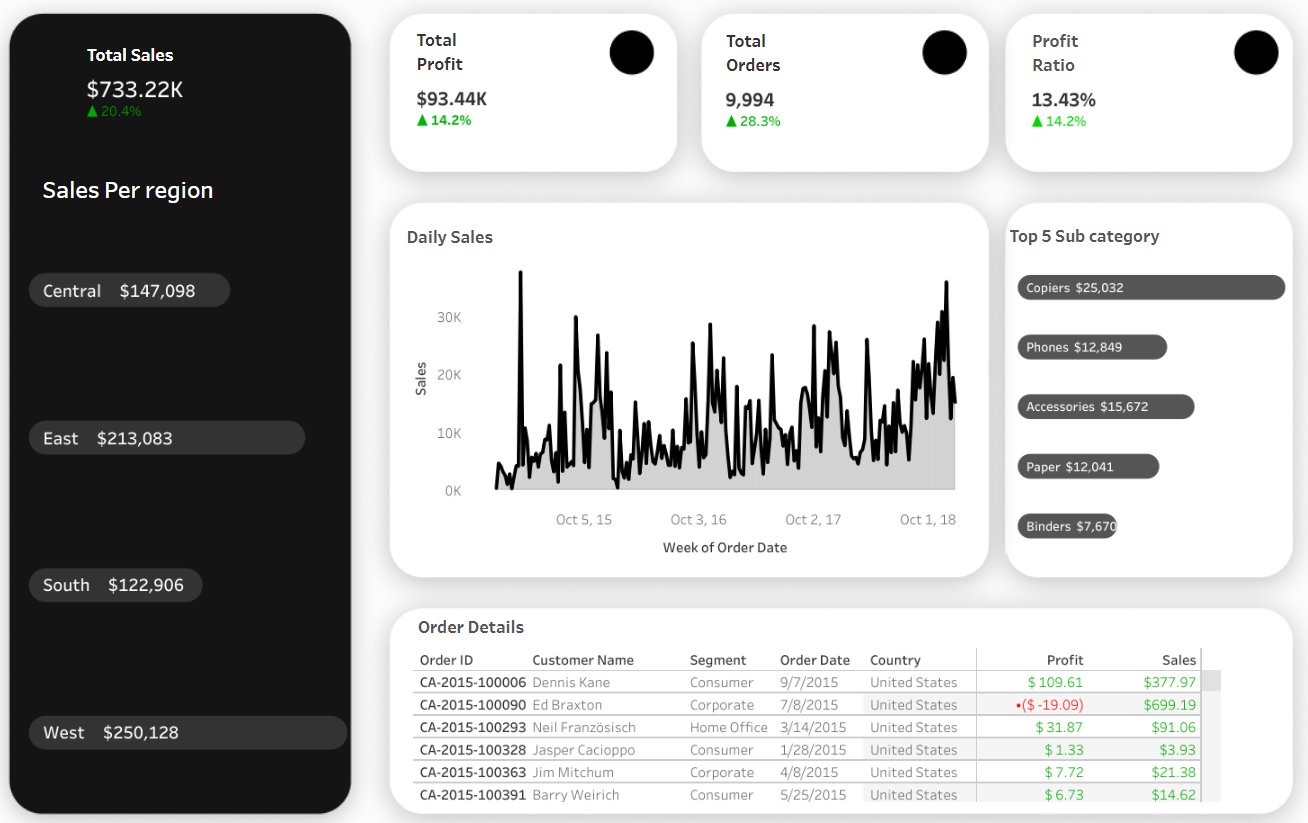 Total Sales
$733.22K
▲ 20.4%
Sales Per region
Central $147,098
East $213,083
South $122,906
West $250,128
Total
Profit
$93.44K
▲ 14.2%
Total
Orders
9,994
▲ 28.3%
Profit
Ratio
13.43%
▲ 14.2%
Daily Sales
Sales
30K
20K
10K
0K
Oct 5, 15 Oct 3, 16 Oct 2, 17 Oct 1, 18
Week of Order Date
Top 5 Sub category
Copiers $25,032
Phones $12,849
Accessories $15,672
Paper $12,041
Binders $7,670
Order Details
Order ID Customer Name Segment Order Date Country Profit Sales
CA-2015-100006 Dennis Kane Consumer 9/7/2015 United States $ 109.61 $377.97
CA-2015-100090 Ed Braxton Corporate 7/8/2015 United States •($ -19.09) $699.19
CA-2015-100293 Neil Französisch Home Office 3/14/2015 United States $ 31.87 $91.06
CA-2015-100328 Jasper Cacioppo Consumer 1/28/2015 United States $ 1.33 $3.93
CA-2015-100363 Jim Mitchum Corporate 4/8/2015 United States $ 7.72 $21.38
CA-2015-100391 Barry Weirich Consumer 5/25/2015 United States $ 6.73 $14.62